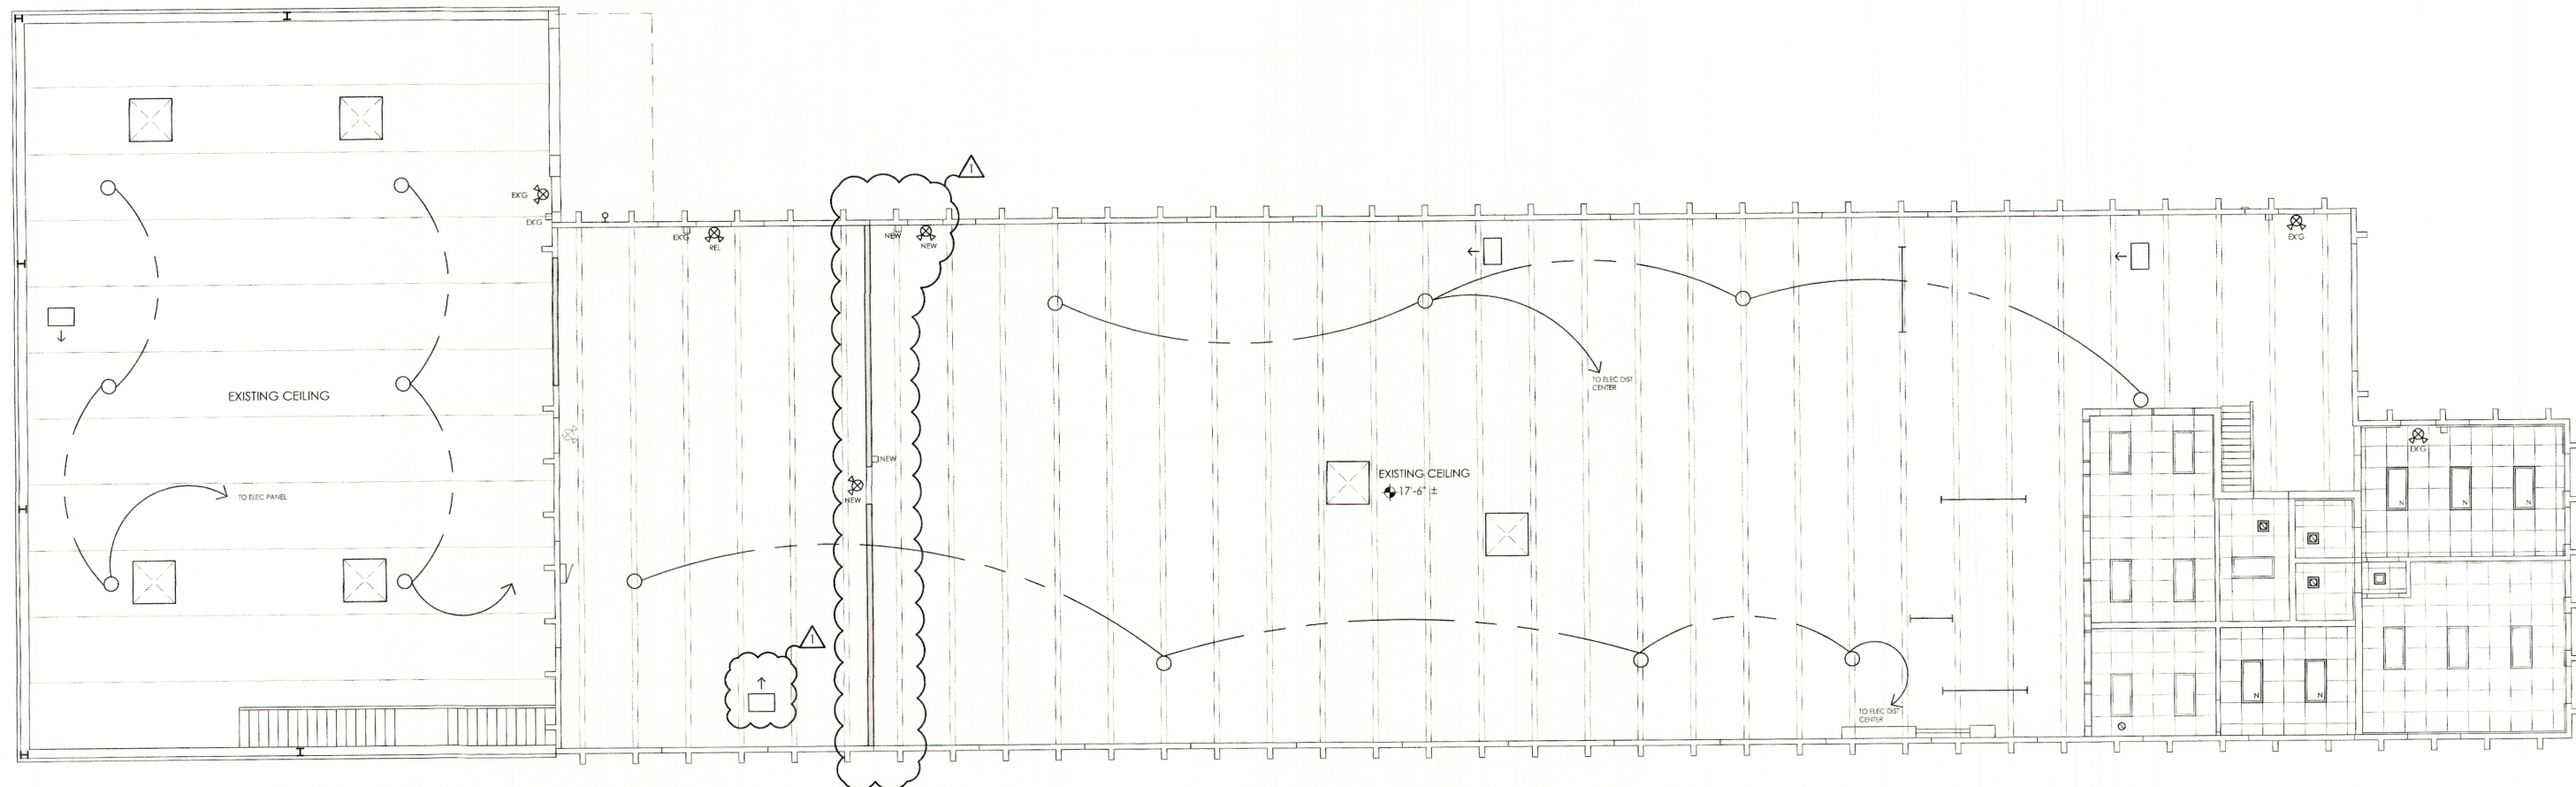 1
EX'G
EX'G
EX'G
REL
NEW
NEW
EX'G
TO ELEC DIST
CENTER
EXISTING CEILING
EX'G
NEW
EXISTING CEILING
17'-6" ±
NEW
TO ELEC PANEL
N
N
N
1
N
N
TO ELEC DIST
CENTER